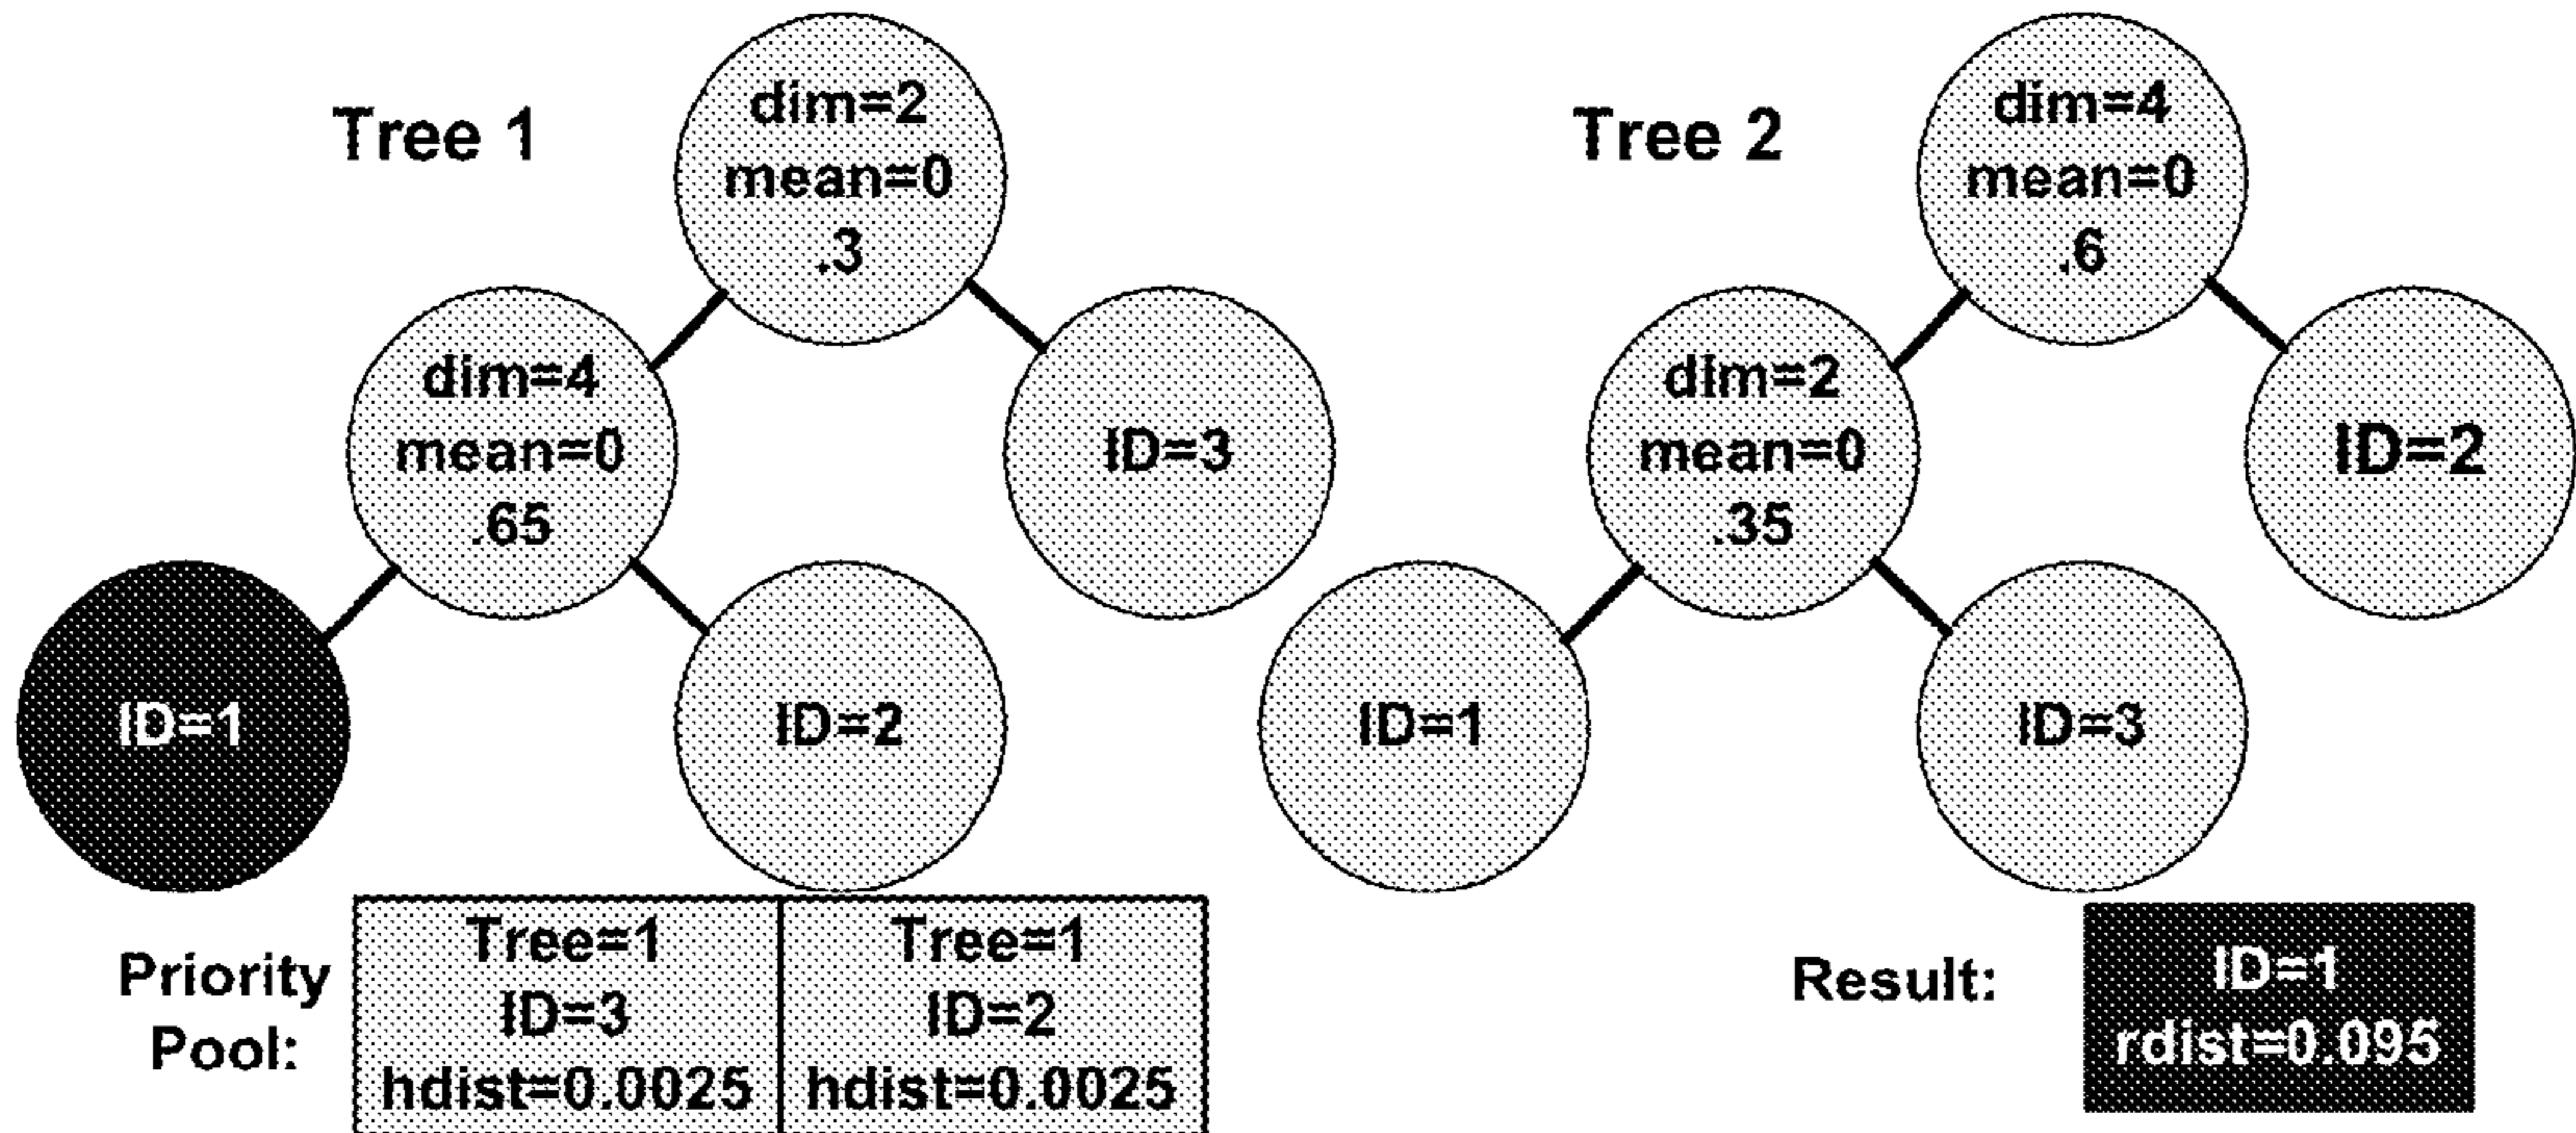 Tree 1
dim=2
mean=0
.3
dim=4
mean=0
.65
ID=3
ID=1
ID=2
Tree 2
dim=4
mean=0
.6
dim=2
mean=0
.35
ID=2
ID=1
ID=3
Priority
Pool:
Tree=1
ID=3
hdist=0.0025
Tree=1
ID=2
hdist=0.0025
Result:
ID=1
rdist=0.095